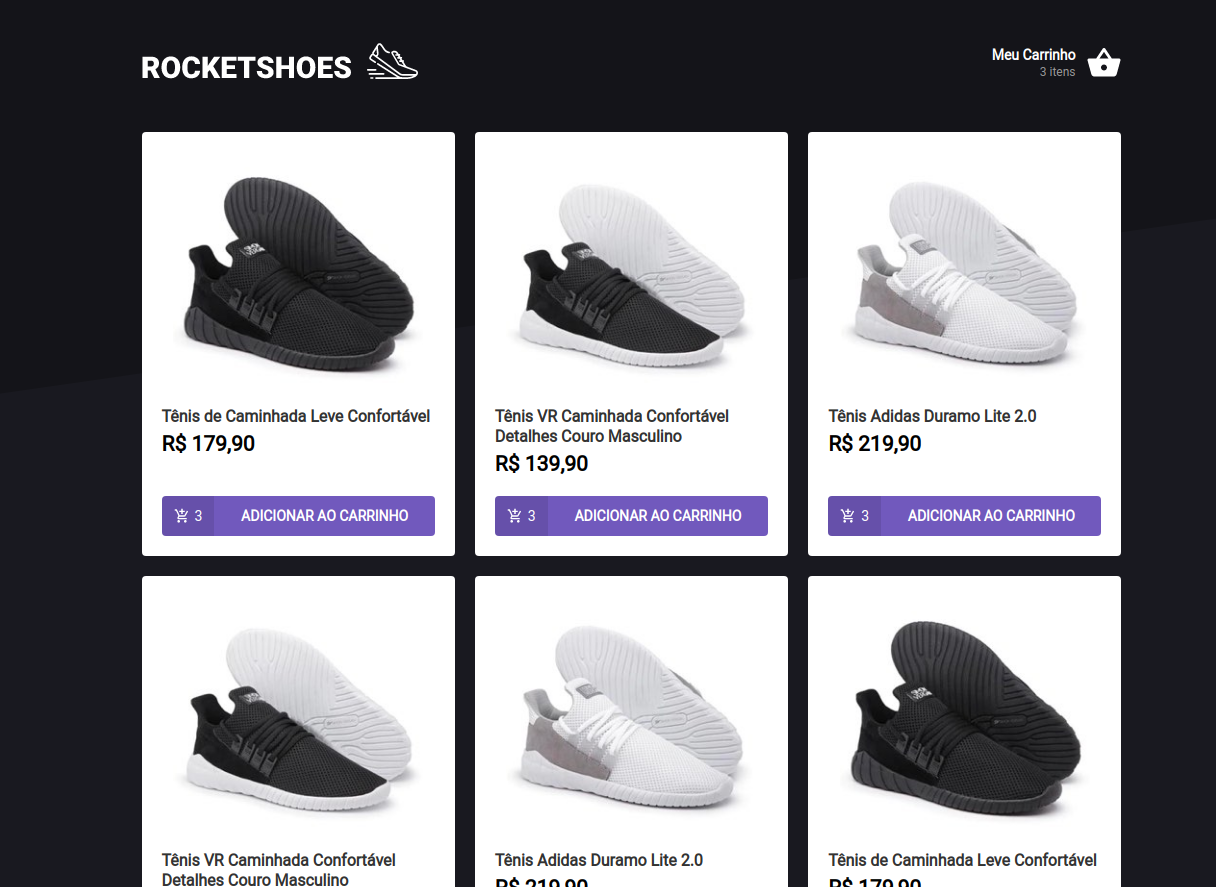 ROCKETSHOES
Meu Carrinho
3 itens
Tênis de Caminhada Leve Confortável
R$ 179,90
3 ADICIONAR AO CARRINHO
Tênis VR Caminhada Confortável
Detalhes Couro Masculino
R$ 139,90
3 ADICIONAR AO CARRINHO
Tênis Adidas Duramo Lite 2.0
R$ 219,90
3 ADICIONAR AO CARRINHO
Tênis VR Caminhada Confortável
Detalhes Couro Masculino
Tênis Adidas Duramo Lite 2.0
R$ 219,90
Tênis de Caminhada Leve Confortável
R$ 179,90